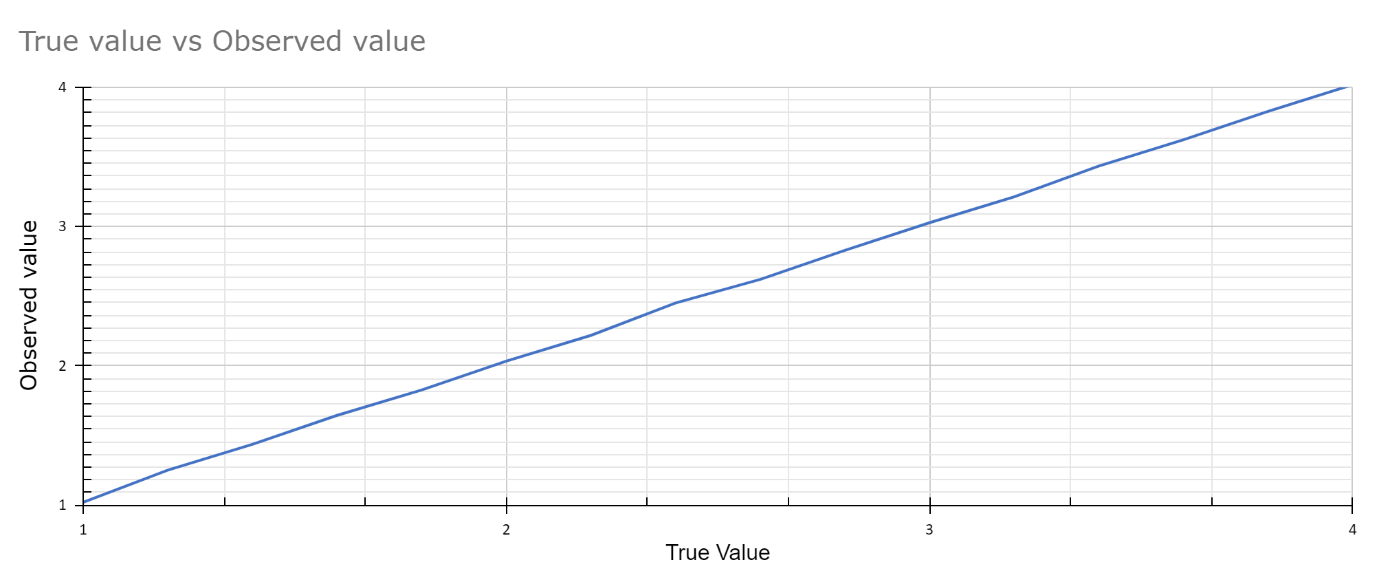 True value vs Observed value
4
3
2
1
Observed value
1 2 3 4
True Value